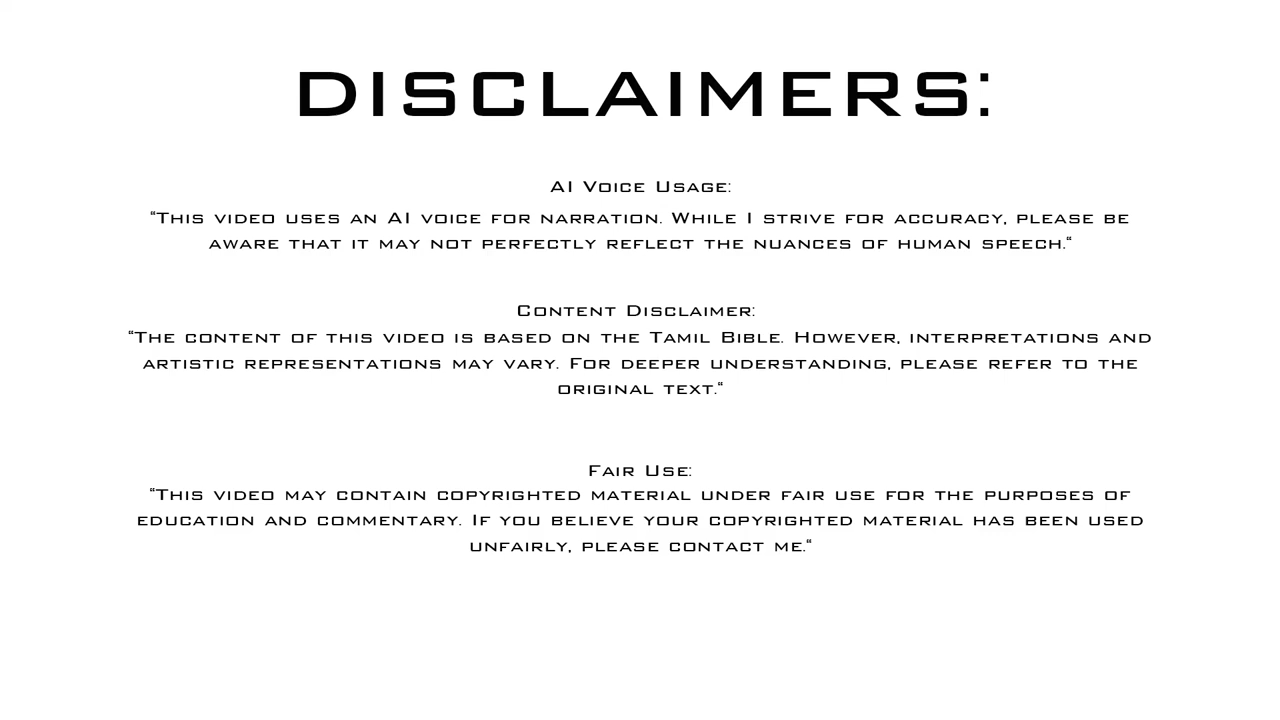 DISCLAIMERS:
AI Voice Usage:
“This video uses an AI voice for narration. While I strive for accuracy, please be
aware that it may not perfectly reflect the nuances of human speech.“
Content Disclaimer:
“The content of this video is based on the Tamil Bible. However, interpretations and
artistic representations may vary. For deeper understanding, please refer to the
original text.“
Fair Use:
“This video may contain copyrighted material under fair use for the purposes of
education and commentary. If you believe your copyrighted material has been used
unfairly, please contact me.“